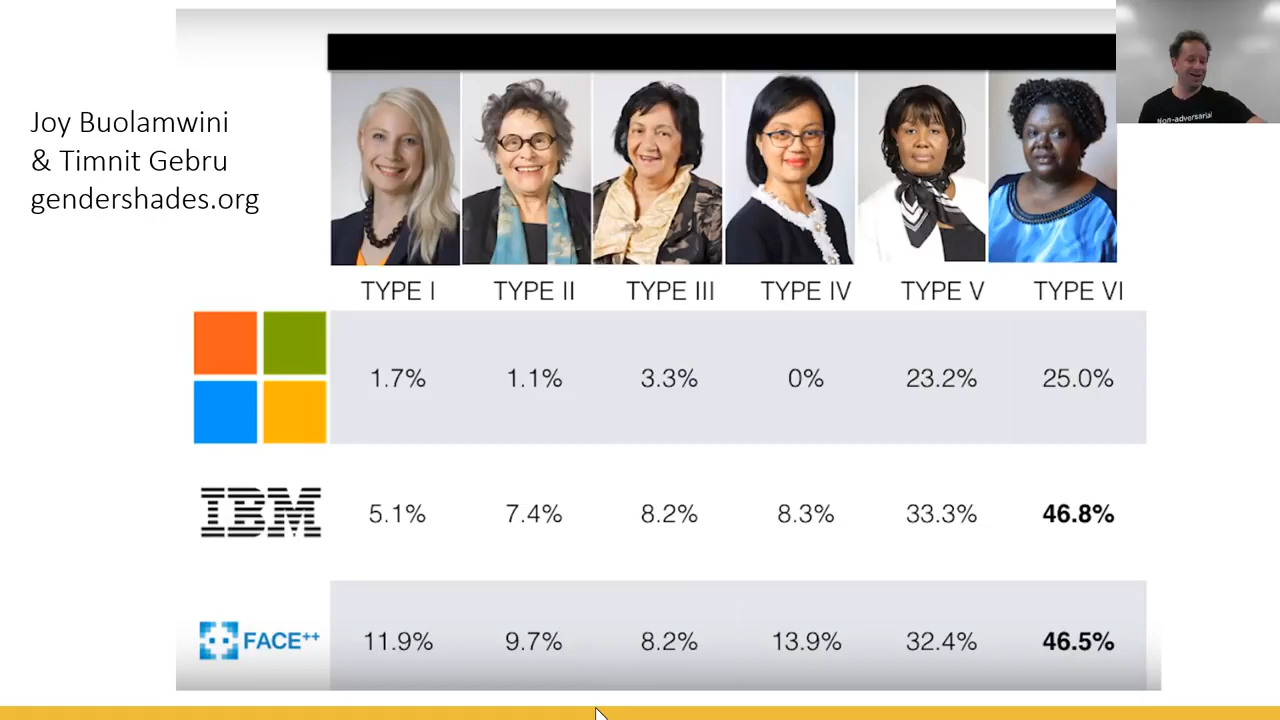 Joy Buolamwini
& Timnit Gebru
gendershades.org
Non-adversarial
TYPE I TYPE II TYPE III TYPE IV TYPE V TYPE VI
1.7% 1.1% 3.3% 0% 23.2% 25.0%
IBM 5.1% 7.4% 8.2% 8.3% 33.3% 46.8%
FACE++ 11.9% 9.7% 8.2% 13.9% 32.4% 46.5%